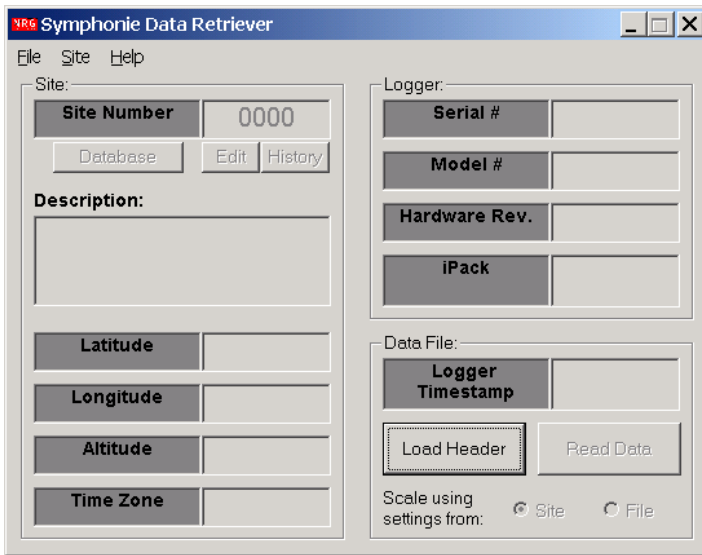 NRG Symphonie Data Retriever
File Site Help
Site:
Site Number 0000
Database Edit History
Description:
Latitude
Longitude
Altitude
Time Zone
Logger:
Serial #
Model #
Hardware Rev.
iPack
Data File:
Logger
Timestamp
Load Header Read Data
Scale using
settings from: Site File